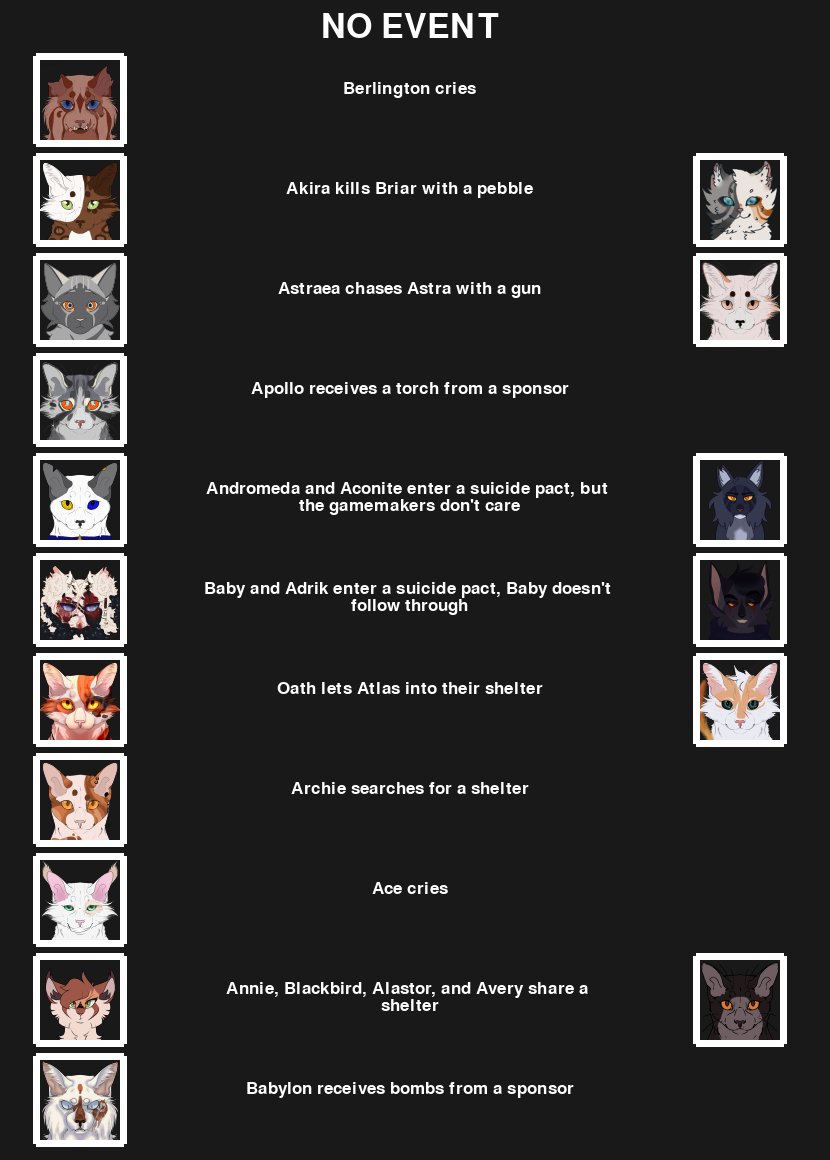 NO EVENT
Berlington cries
Akira kills Briar with a pebble
Astraea chases Astra with a gun
Apollo receives a torch from a sponsor
Andromeda and Aconite enter a suicide pact, but
the gamemakers don't care
Baby and Adrik enter a suicide pact, Baby doesn't
follow through
Oath lets Atlas into their shelter
Archie searches for a shelter
Ace cries
Annie, Blackbird, Alastor, and Avery share a
shelter
Babylon receives bombs from a sponsor